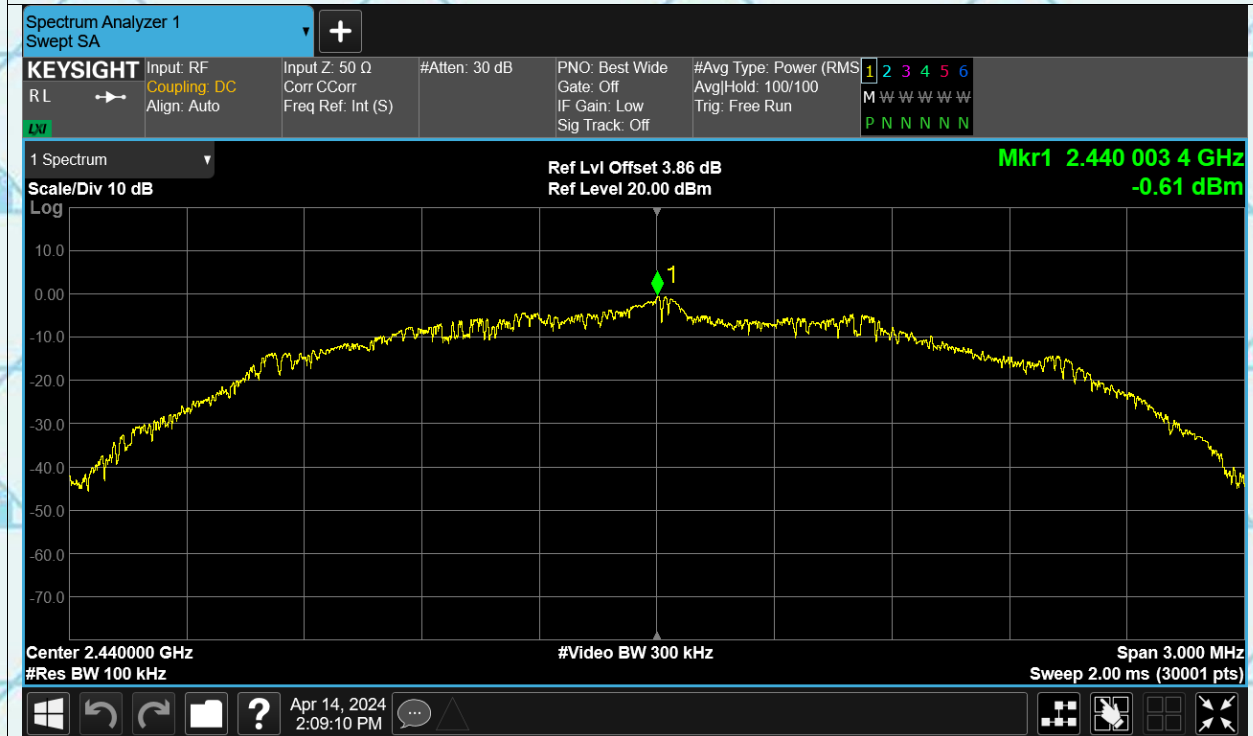 Spectrum Analyzer 1
Swept SA
+
KEYSIGHT
RL
LXI
Input: RF
Coupling: DC
Align: Auto
Input Z: 50 Ω
Corr CCorr
Freq Ref: Int (S)
#Atten: 30 dB
PNO: Best Wide
Gate: Off
IF Gain: Low
Sig Track: Off
#Avg Type: Power (RMS
Avg|Hold: 100/100
Trig: Free Run
1 2 3 4 5 6
M W W W W W
P N N N N N
1 Spectrum
Scale/Div 10 dB
Log
Ref Lvl Offset 3.86 dB
Ref Level 20.00 dBm
Mkr1 2.440 003 4 GHz
-0.61 dBm
1
10.0
0.00
-10.0
-20.0
-30.0
-40.0
-50.0
-60.0
-70.0
Center 2.440000 GHz
#Res BW 100 kHz
#Video BW 300 kHz
Span 3.000 MHz
Sweep 2.00 ms (30001 pts)
?
Apr 14, 2024
2:09:10 PM